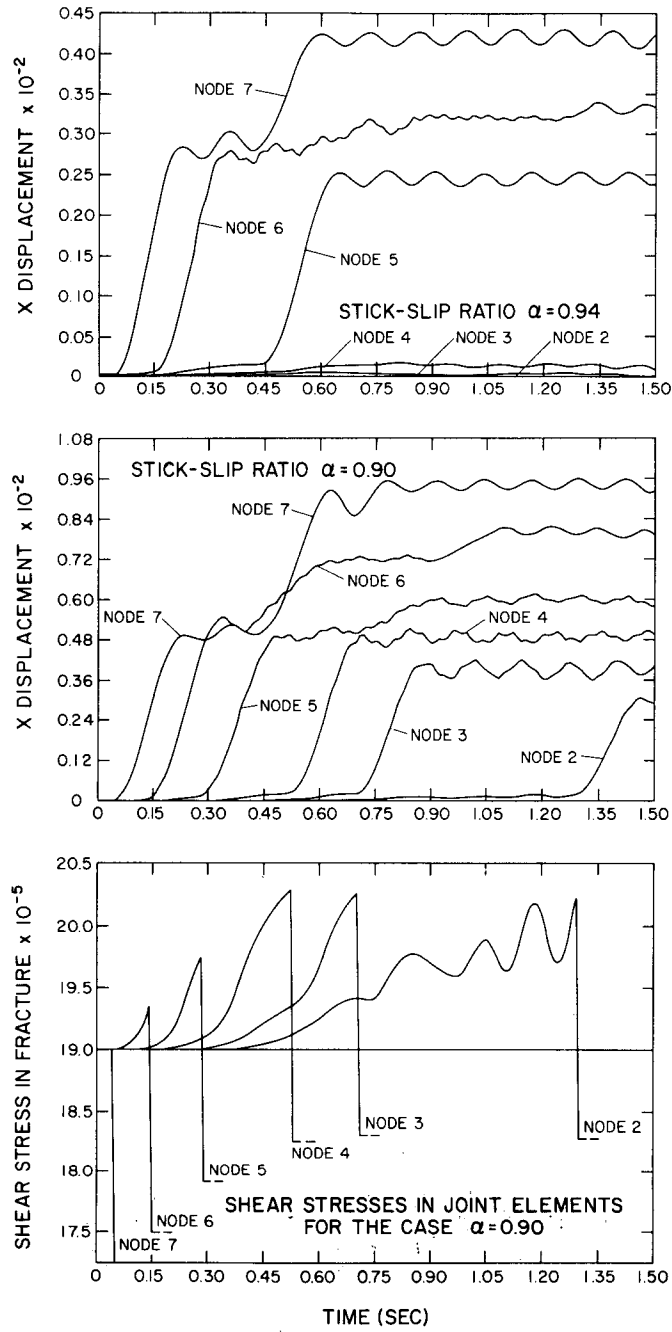 X DISPLACEMENT x 10-2
0.45
0.40
0.30
0.25
0.20
0.10
0.05
0
NODE 7
NODE 6
NODE 5
STICK-SLIP RATIO α=0.94
NODE 4
NODE 3
NODE 2
0 0.15 0.30 0.45 0.60 0.75 0.90 1.05 1.20 1.35 1.50
X DISPLACEMENT x 10-2
1.08
0.96
0.84
0.72
0.60
0.48
0.36
0.24
0.12
0
STICK-SLIP RATIO α=0.90
NODE 7
NODE 6
NODE 7
NODE 4
NODE 5
NODE 3
NODE 2
0.15 0.30 0.45 0.60 0.75 0.90 1.05 1.20 1.35 1.50
SHEAR STRESS IN FRACTURE x 10-5
20.5
20.0
19.5
19.0
18.5
18.0
17.5
NODE 3
NODE 2
NODE 4
NODE 5
NODE 6
NODE 7
SHEAR STRESSES IN JOINT ELEMENTS
FOR THE CASE α=0.90
0 0.15 0.30 0.45 0.60 0.75 0.90 1.05 1.20 1.35 1.50
TIME (SEC)